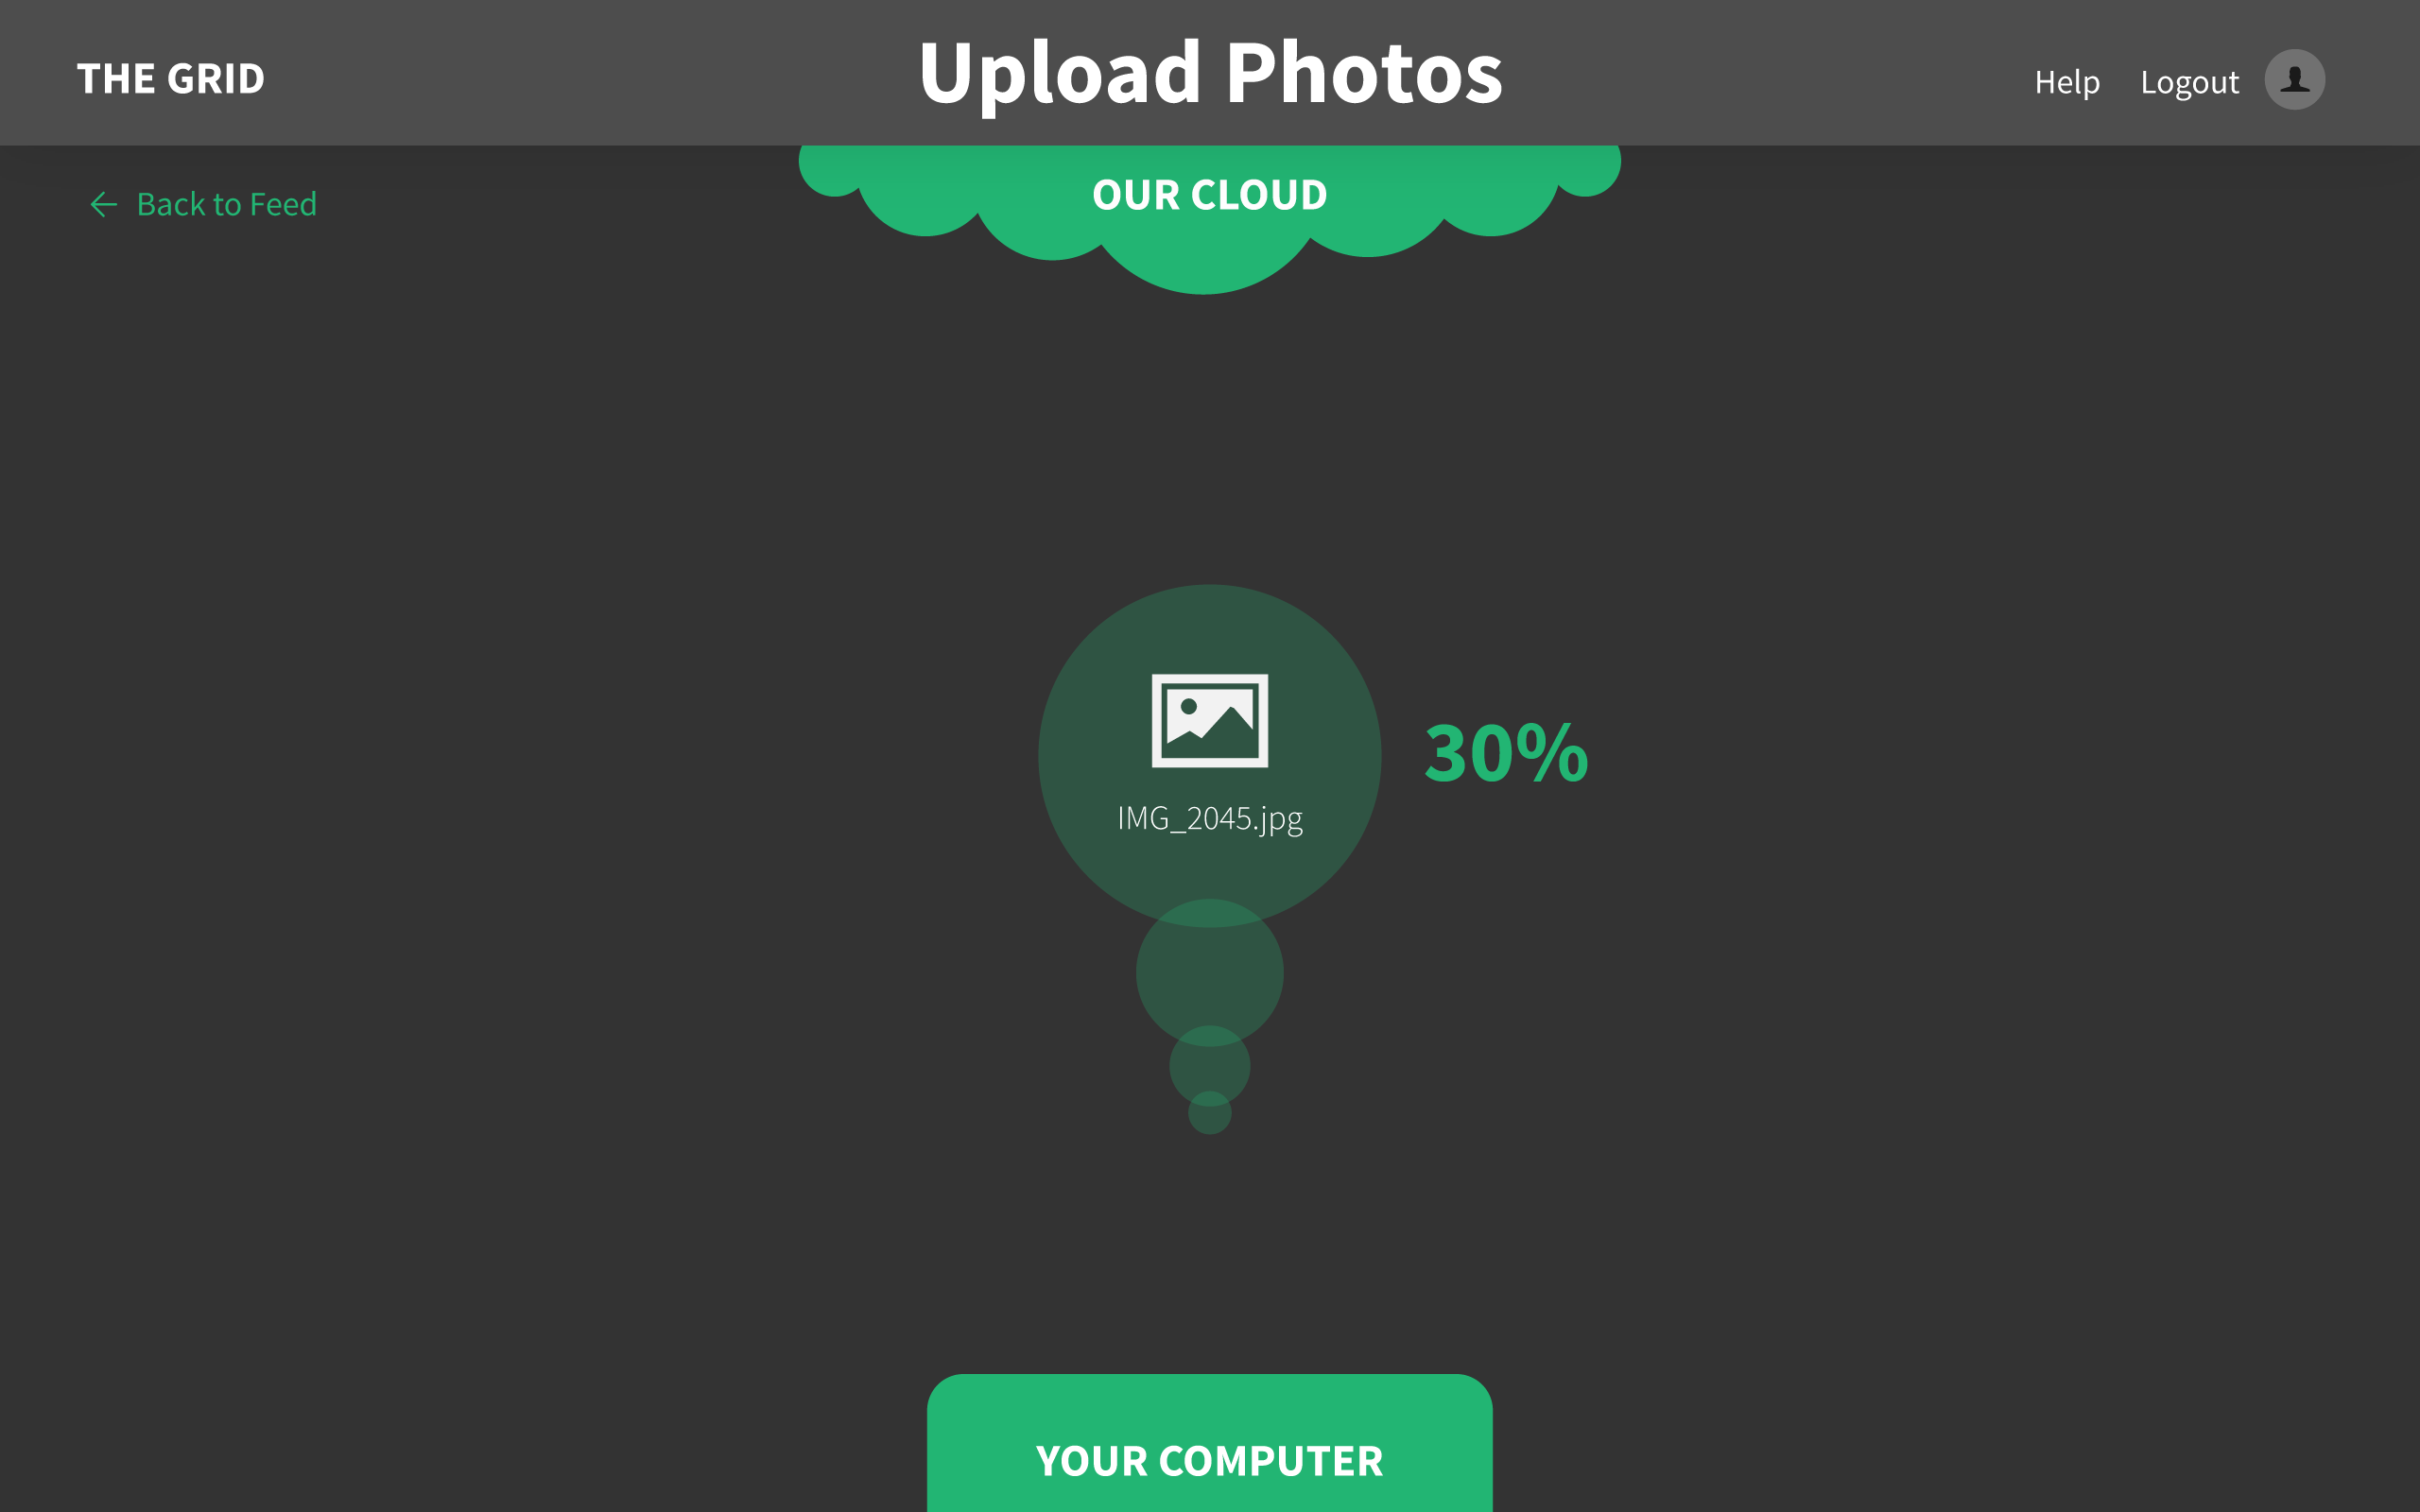 THE GRID
Upload Photos
Help
Logout
Back to Feed
OUR CLOUD
IMG_2045.jpg
30%
YOUR COMPUTER